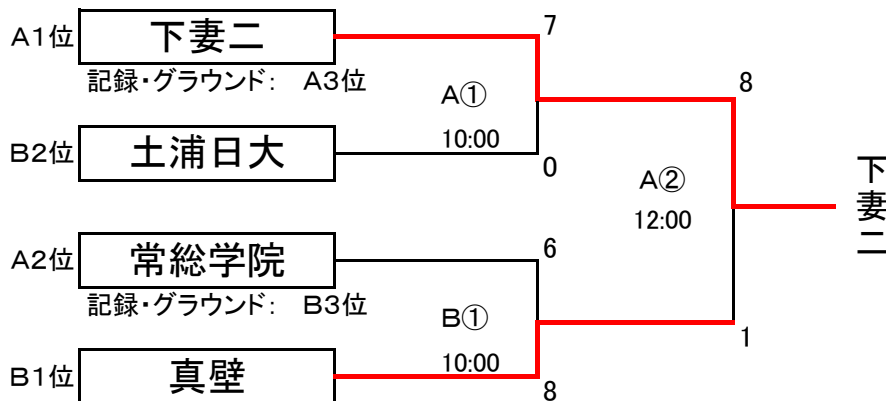 A1位 下妻二 7
記録・グラウンド： A3位
A① 8
10:00
B2位 土浦日大 0
A②
12:00
下妻二
A2位 常総学院 6
記録・グラウンド： B3位
B① 1
10:00
B1位 真壁 8